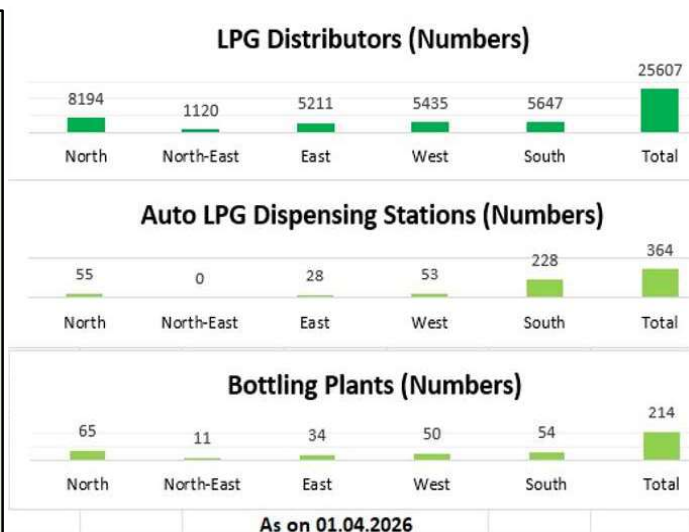 LPG Distributors (Numbers)
8194 1120 5211 5435 5647 25607
North North-East East West South Total
Auto LPG Dispensing Stations (Numbers)
55 0 28 53 228 364
North North-East East West South Total
Bottling Plants (Numbers)
65 11 34 50 54 214
North North-East East West South Total
As on 01.04.2026